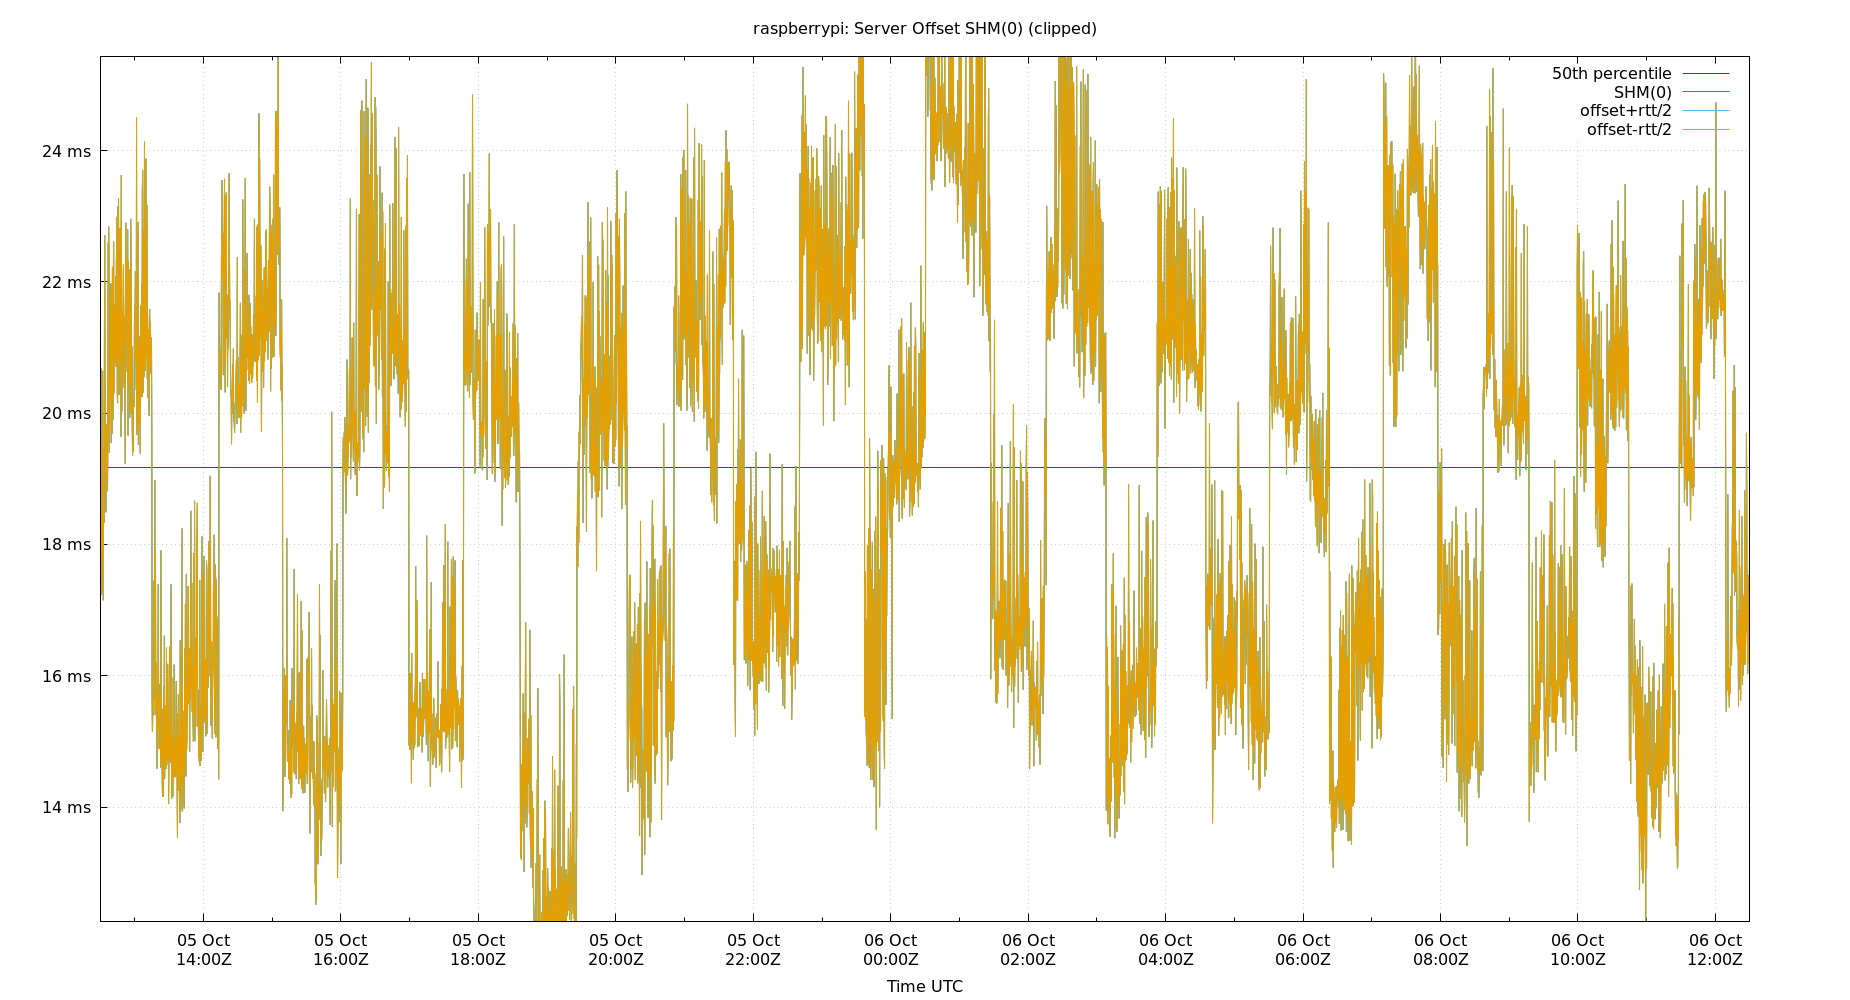 raspberrypi: Server Offset SHM(0) (clipped)
50th percentile
SHM(0)
offset+rtt/2
offset-rtt/2
24 ms
22 ms
20 ms
18 ms
16 ms
14 ms
05 Oct 05 Oct 05 Oct 05 Oct 05 Oct 06 Oct 06 Oct 06 Oct 06 Oct 06 Oct 06 Oct 06 Oct
14:00Z 16:00Z 18:00Z 20:00Z 22:00Z 00:00Z 02:00Z 04:00Z 06:00Z 08:00Z 10:00Z 12:00Z
Time UTC